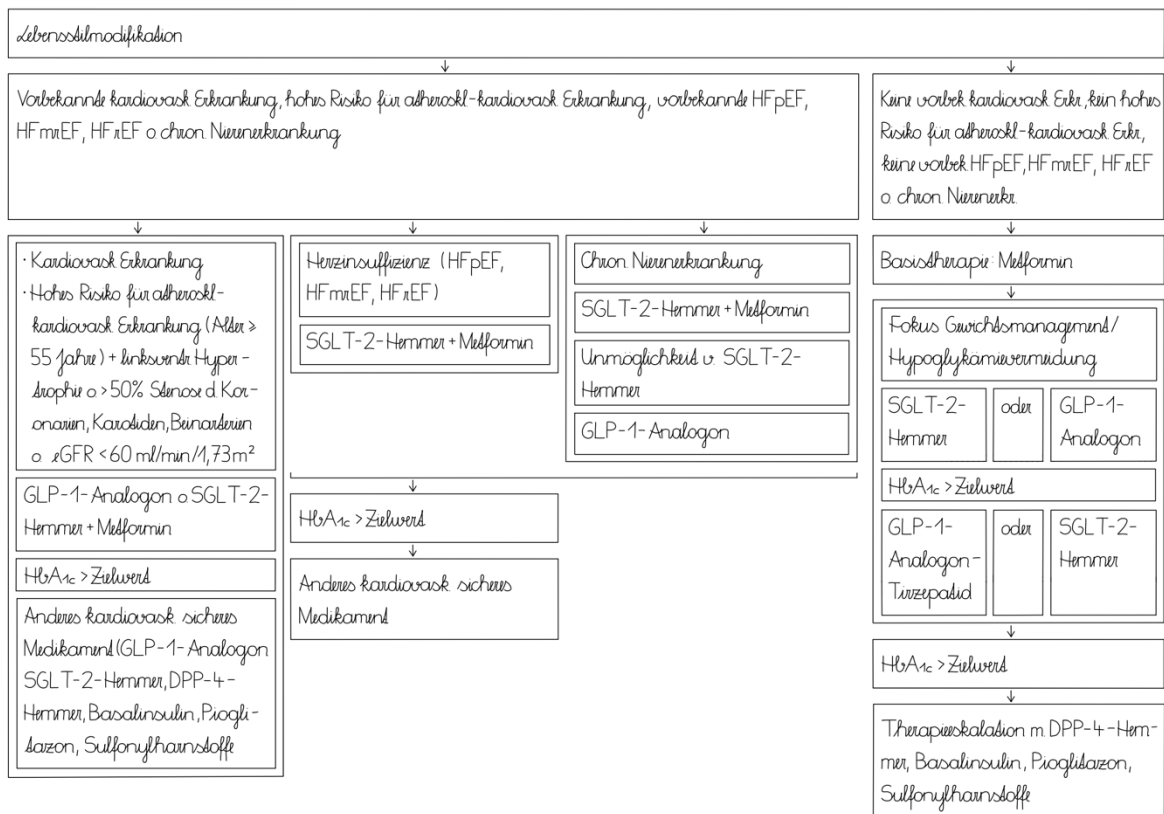 Lebensstilmodifikation
Vorbekannte kardiovask Erkrankung, hohes Risiko für atheroskl-kardiovask Erkrankung, vorbekannte HFpEF,
HFmrEF, HFrEF o. chron. Nierenerkrankung
Keine vorbek kardiovask Erkr., kein hohes
Risiko für atheroskl-kardiovask Erkr.,
keine vorbek HFpEF, HFmrEF, HFrEF
o. chron. Nierenerkr.
· Kardiovask Erkrankung
· Hohes Risiko für atheroskl-
kardiovask Erkrankung (Alter ≥
55 Jahre) + linksventr Hyper-
trophie o >50% Stenose d. Kor-
onarien, Karotiden, Beinarterien
o eGFR <60 ml/min/1,73m²
GLP-1-Analogon o SGLT-2-
Hemmer + Metformin
HbA1c > Zielwert
Anderes kardiovask. sicheres
Medikament (GLP-1-Analogon
SGLT-2-Hemmer, DPP-4-
Hemmer, Basalinsulin, Piogli-
tazon, Sulfonylharnstoffe
Herzinsuffizienz (HFpEF,
HFmrEF, HFrEF)
SGLT-2-Hemmer + Metformin
Chron. Nierenerkrankung
SGLT-2-Hemmer + Metformin
Unmöglichkeit v. SGLT-2-
Hemmer
GLP-1-Analogon
HbA1c > Zielwert
Anderes kardiovask. sicheres
Medikament
Basistherapie: Metformin
Fokus Gewichtsmanagement/
Hypoglykämievermeidung
SGLT-2-
Hemmer
oder
GLP-1-
Analogon
HbA1c > Zielwert
GLP-1-
Analogon-
Tirzepatid
oder
SGLT-2-
Hemmer
HbA1c > Zielwert
Therapieeskalation m. DPP-4-Hem-
mer, Basalinsulin, Pioglitazon,
Sulfonylharnstoffe